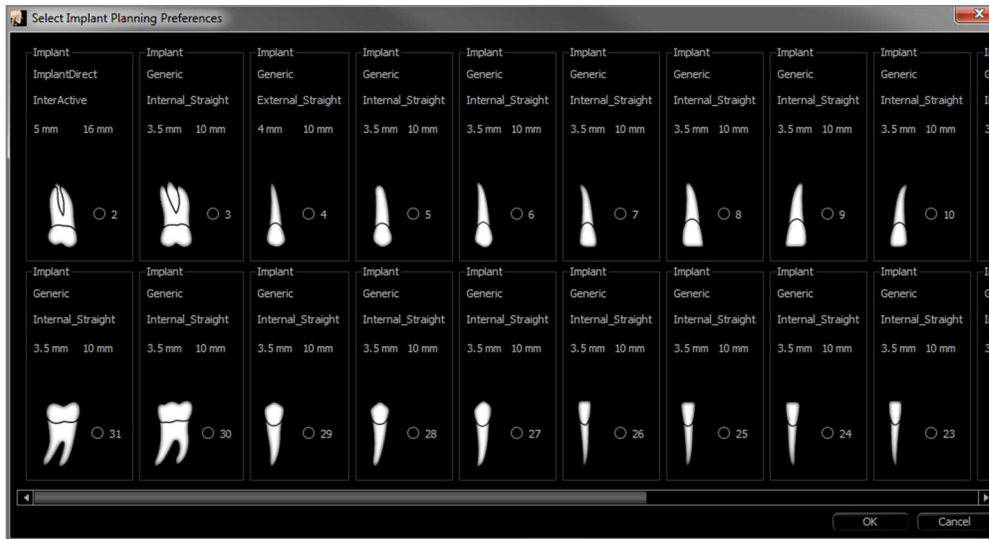 Select Implant Planning Preferences
Implant Implant Implant Implant Implant Implant Implant Implant Implant
ImplantDirect Generic Generic Generic Generic Generic Generic Generic Generic
InterActive Internal_Straight External_Straight Internal_Straight Internal_Straight Internal_Straight Internal_Straight Internal_Straight Internal_Straight
5 mm 16 mm 3.5 mm 10 mm 4 mm 10 mm 3.5 mm 10 mm 3.5 mm 10 mm 3.5 mm 10 mm 3.5 mm 10 mm 3.5 mm 10 mm 3.5 mm 10 mm
2 3 4 5 6 7 8 9 10
Implant Implant Implant Implant Implant Implant Implant Implant Implant
Generic Generic Generic Generic Generic Generic Generic Generic Generic
Internal_Straight Internal_Straight Internal_Straight Internal_Straight Internal_Straight Internal_Straight Internal_Straight Internal_Straight Internal_Straight
3.5 mm 10 mm 3.5 mm 10 mm 3.5 mm 10 mm 3.5 mm 10 mm 3.5 mm 10 mm 3.5 mm 10 mm 3.5 mm 10 mm 3.5 mm 10 mm 3.5 mm 10 mm
31 30 29 28 27 26 25 24 23
OK Cancel